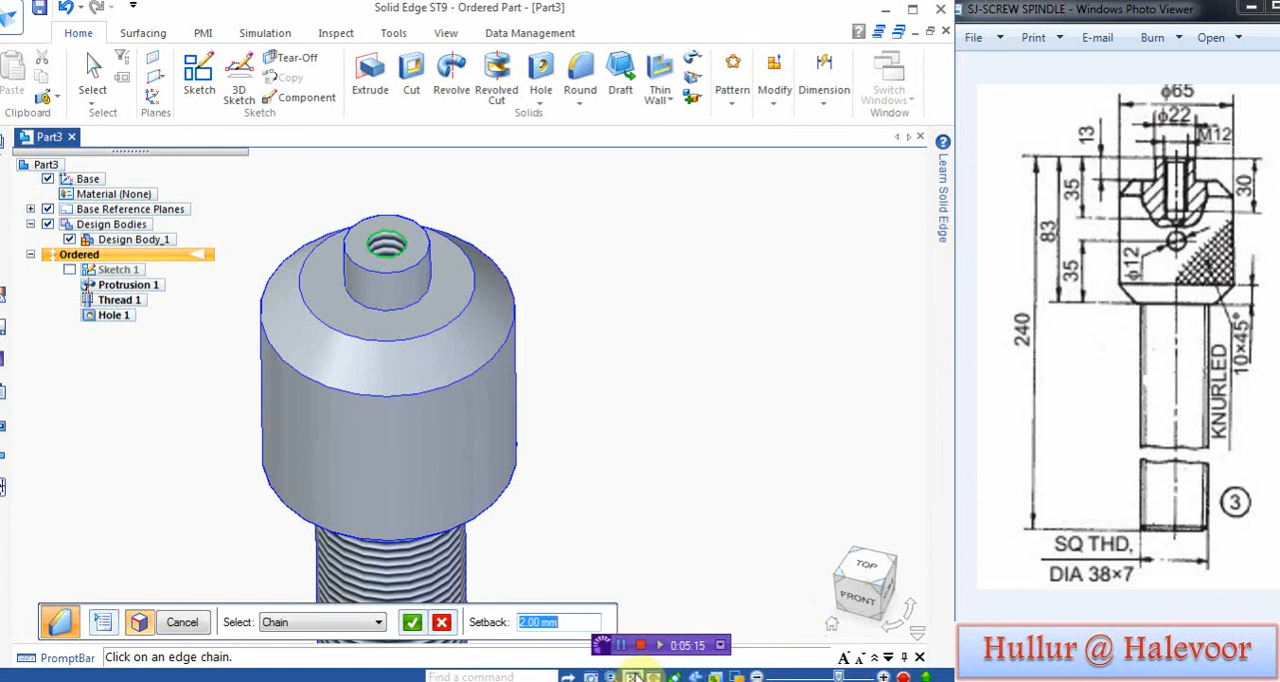 Solid Edge ST9 - Ordered Part - [Part3]
Home Surfacing PMI Simulation Inspect Tools View Data Management
Paste Select Sketch 3D Sketch Tear-Off Copy Component Extrude Cut Revolve Revolved Cut Hole Round Draft Thin Wall Pattern Modify Dimension Switch Windows
Clipboard Select Planes Sketch Solids Window
Part3
Learn Solid Edge
Part3
Base
Material (None)
Base Reference Planes
Design Bodies
Design Body_1
Ordered
Sketch 1
Protrusion 1
Thread 1
Hole 1
TOP
FRONT
Cancel Select: Chain Setback: 2.00 mm
0:05:15
PromptBar Click on an edge chain.
Find a command
SJ-SCREW SPINDLE - Windows Photo Viewer
File Print E-mail Burn Open
ϕ65
ϕ22
M12
13
35
30
83
ϕ12
35
240
10×45°
KNURLED
3
SQ THD,
DIA 38×7
Hullur @ Halevoor